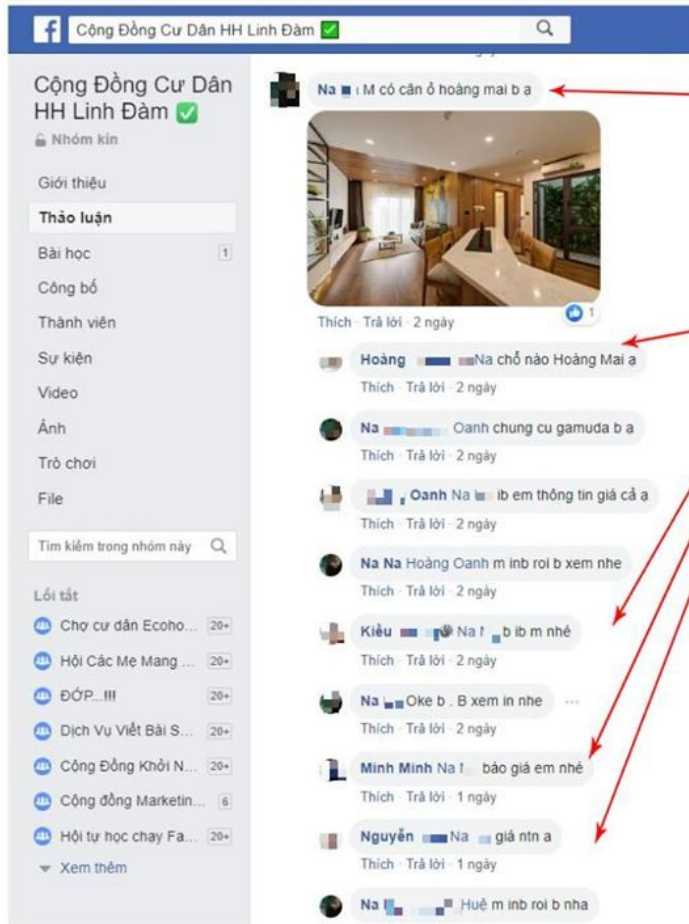 Cộng Đồng Cư Dân HH Linh Đàm ✅
Cộng Đồng Cư Dân
HH Linh Đàm ✅
Nhóm kín
Giới thiệu
Thảo luận
Bài học 1
Công bố
Thành viên
Sự kiện
Video
Ảnh
Trò chơi
File
Tìm kiếm trong nhóm này
Lối tắt
Chợ cư dân Ecoho... 20+
Hội Các Mẹ Mang ... 20+
ĐỚP...!!! 20+
Dịch Vụ Viết Bài S... 20+
Cộng Đồng Khởi N... 20+
Cộng đồng Marketin... 6
Hội tự học chạy Fa... 20+
Xem thêm
Na M có căn ỏ hoàng mai b ạ
1
Thích · Trả lời · 2 ngày
Hoàng Na chổ nào Hoàng Mai ạ
Thích · Trả lời · 2 ngày
Na Oanh chung cu gamuda b ạ
Thích · Trả lời · 2 ngày
Oanh Na ib em thông tin giá cả ạ
Thích · Trả lời · 2 ngày
Na Na Hoàng Oanh m inb roi b xem nhe
Thích · Trả lời · 2 ngày
Kiều Na b ib m nhé
Thích · Trả lời · 2 ngày
Na Oke b . B xem in nhe
Thích · Trả lời · 2 ngày
Minh Minh Na báo giá em nhé
Thích · Trả lời · 1 ngày
Nguyễn Na giá ntn ạ
Thích · Trả lời · 1 ngày
Na Huệ m inb roi b nha